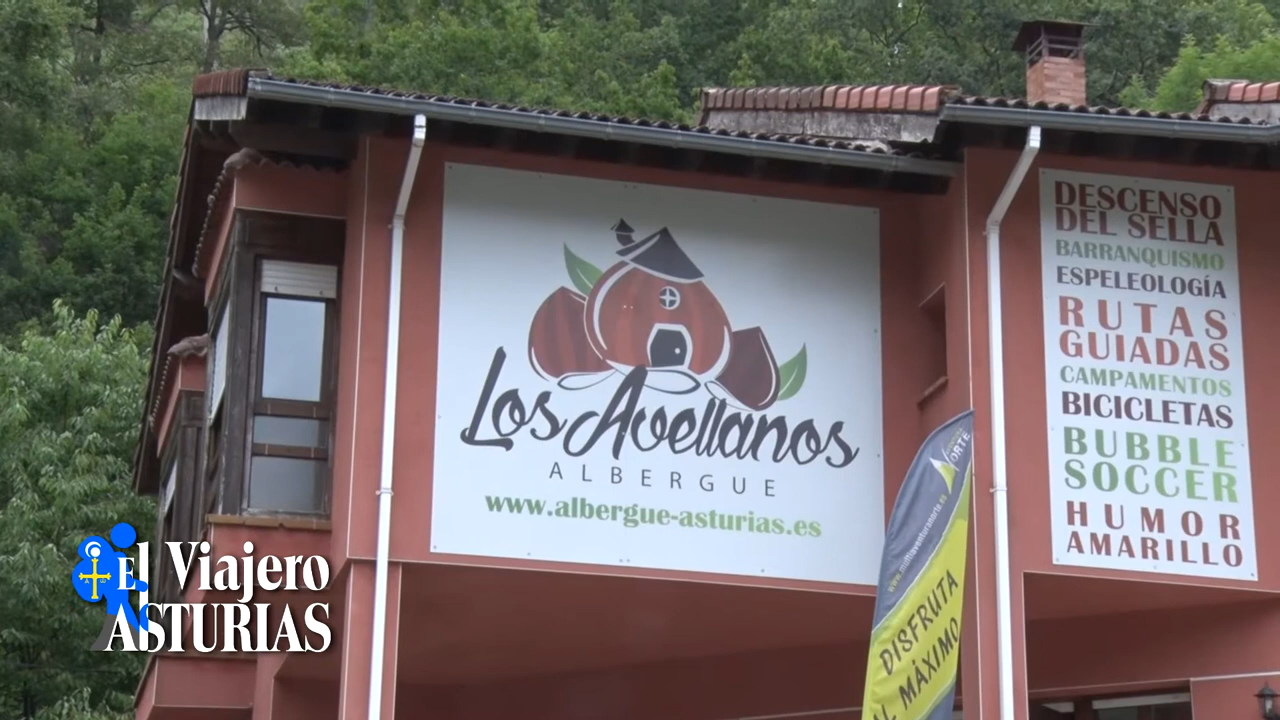 Los Avellanos
ALBERGUE
www.albergue-asturias.es
DESCENSO
DEL SELLA
BARRANQUISMO
ESPELEOLOGÍA
RUTAS
GUIADAS
CAMPAMENTOS
BICICLETAS
BUBBLE
SOCCER
HUMOR
AMARILLO
DISFRUTA
AL MÁXIMO
El Viajero
ASTURIAS